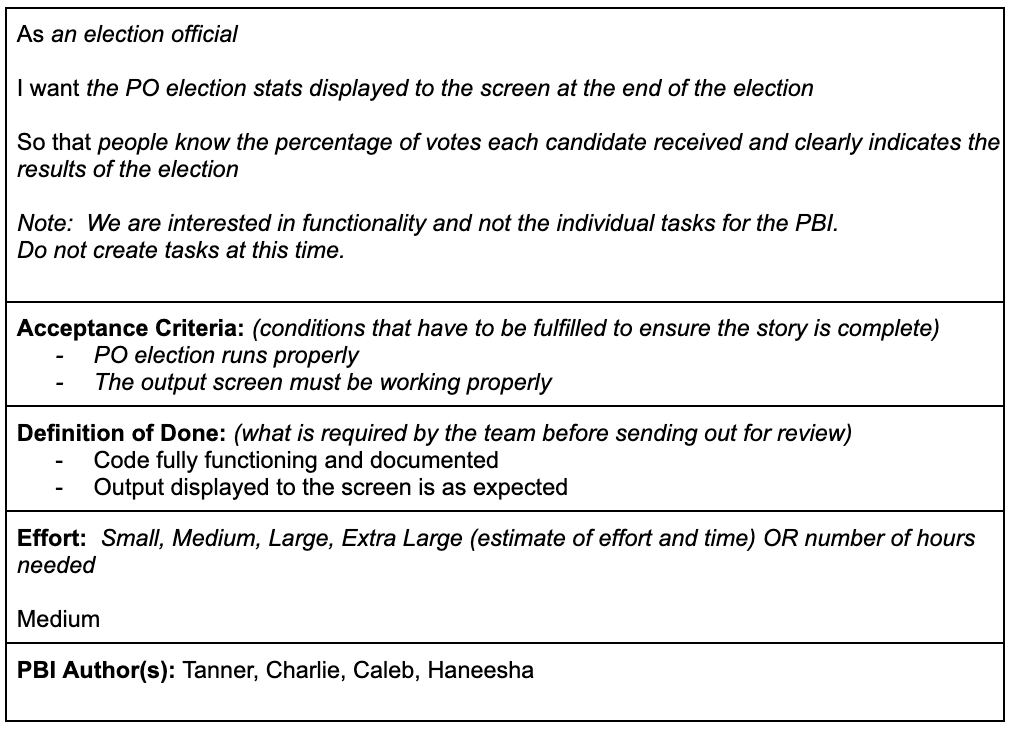 As an election official
I want the PO election stats displayed to the screen at the end of the election
So that people know the percentage of votes each candidate received and clearly indicates the
results of the election
Note:  We are interested in functionality and not the individual tasks for the PBI.
Do not create tasks at this time.
Acceptance Criteria: (conditions that have to be fulfilled to ensure the story is complete)
- PO election runs properly
- The output screen must be working properly
Definition of Done: (what is required by the team before sending out for review)
- Code fully functioning and documented
- Output displayed to the screen is as expected
Effort:  Small, Medium, Large, Extra Large (estimate of effort and time) OR number of hours
needed
Medium
PBI Author(s): Tanner, Charlie, Caleb, Haneesha